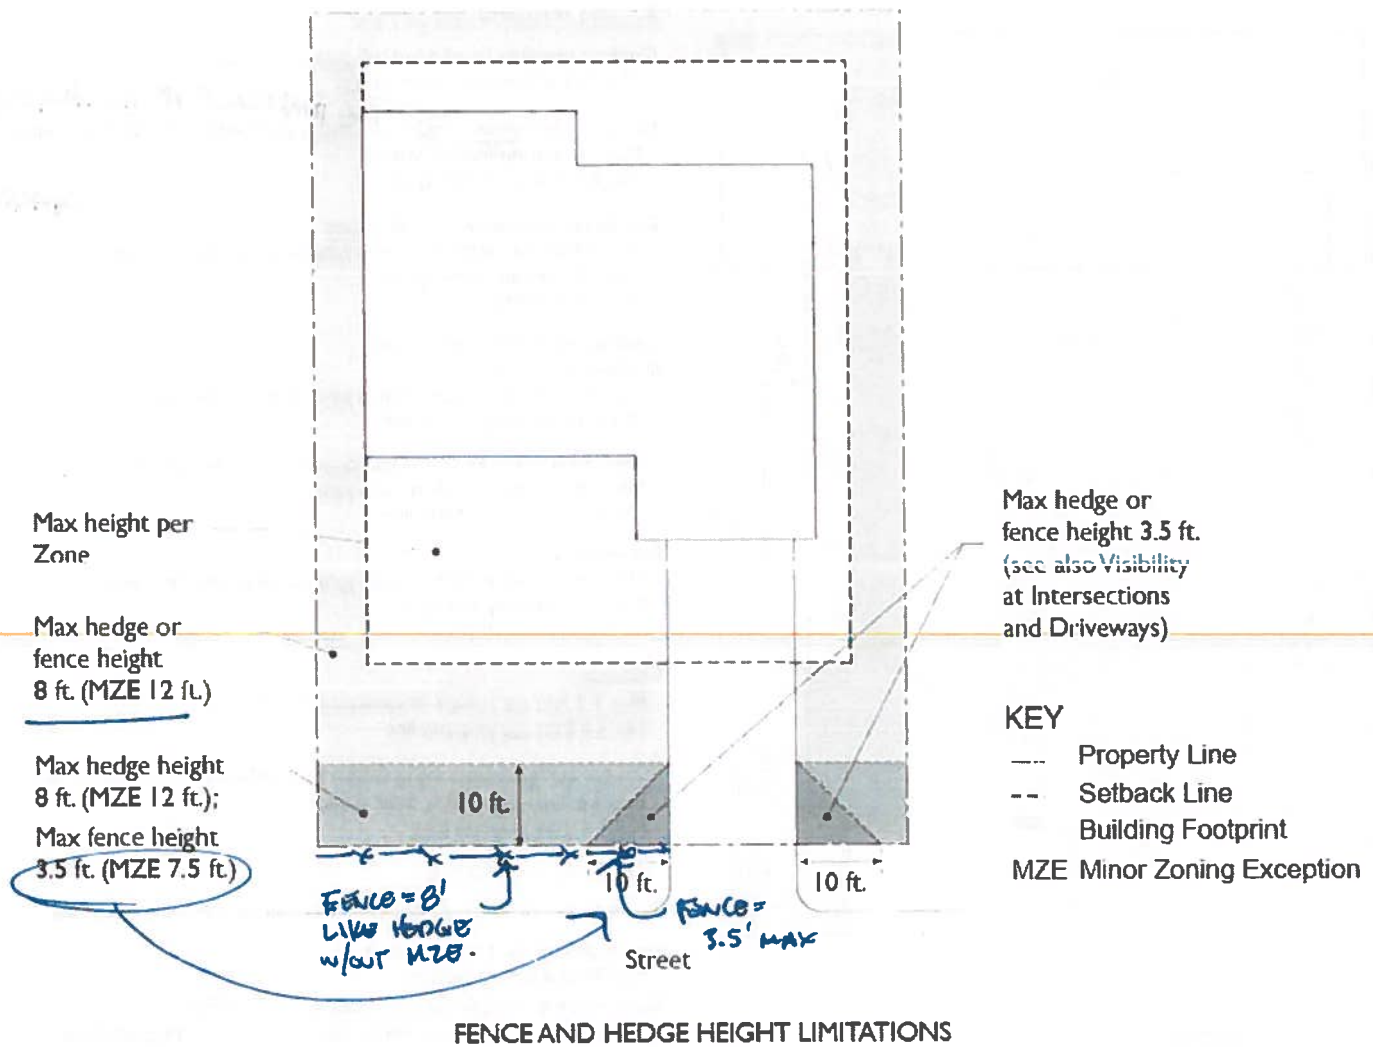 Max height per
Zone
Max hedge or
fence height
8 ft. (MZE 12 ft.)
Max hedge height
8 ft. (MZE 12 ft.);
Max fence height
3.5 ft. (MZE 7.5 ft.)
10 ft.
10 ft.
10 ft.
FENCE = 8'
LIKE HEDGE
W/OUT MZE.
FENCE =
3.5' MAX
Street
Max hedge or
fence height 3.5 ft.
(see also Visibility
at Intersections
and Driveways)
KEY
Property Line
Setback Line
Building Footprint
MZE Minor Zoning Exception
FENCE AND HEDGE HEIGHT LIMITATIONS